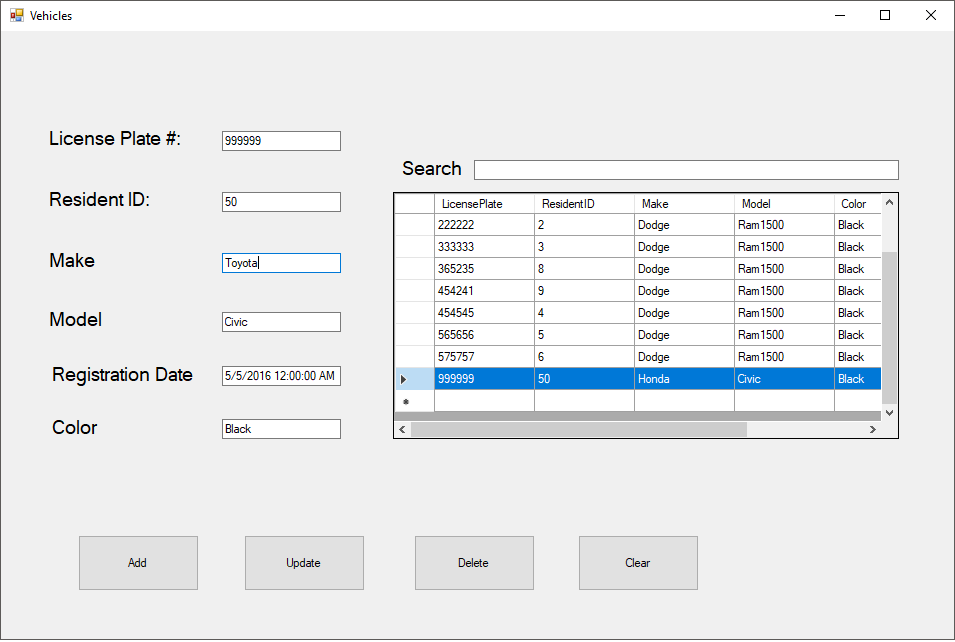 Vehicles
License Plate #: 999999
Resident ID: 50
Make Toyota
Model Civic
Registration Date 5/5/2016 12:00:00 AM
Color Black
Search
LicensePlate ResidentID Make Model Color
222222 2 Dodge Ram1500 Black
333333 3 Dodge Ram1500 Black
365235 8 Dodge Ram1500 Black
454241 9 Dodge Ram1500 Black
454545 4 Dodge Ram1500 Black
565656 5 Dodge Ram1500 Black
575757 6 Dodge Ram1500 Black
999999 50 Honda Civic Black
Add Update Delete Clear